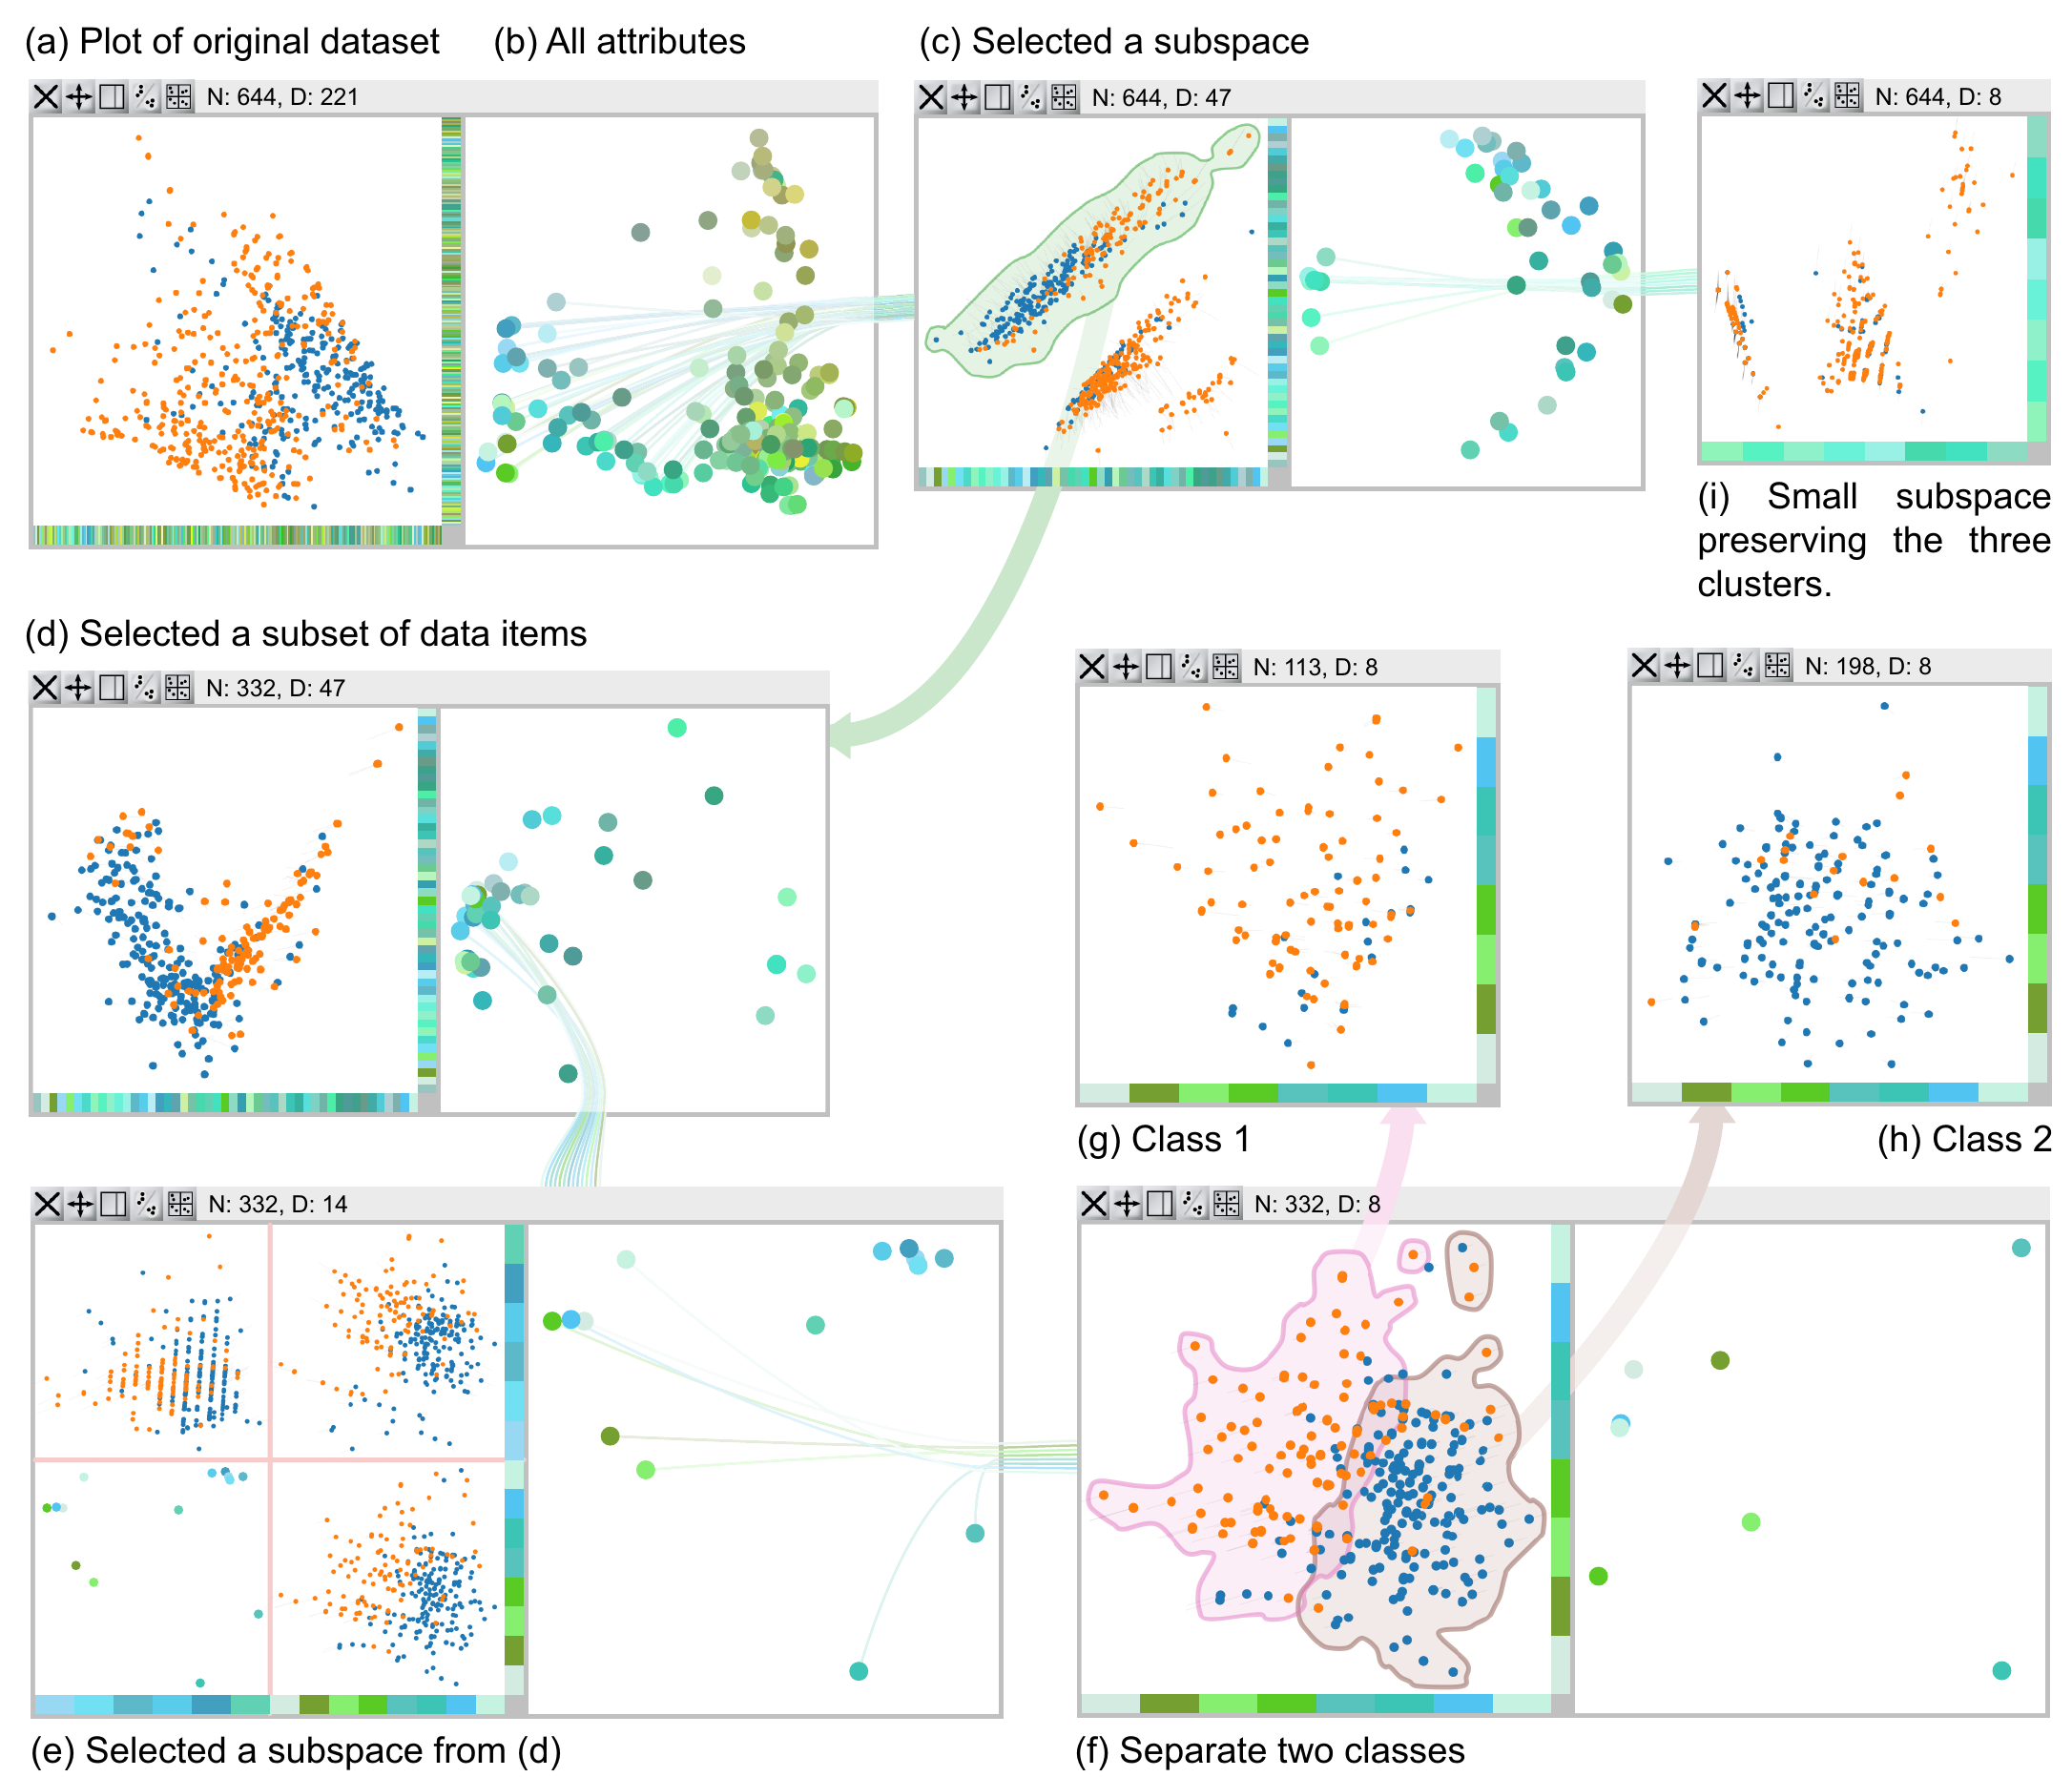 (a) Plot of original dataset
(b) All attributes
(c) Selected a subspace
N: 644, D: 221
N: 644, D: 47
N: 644, D: 8
(i) Small subspace
preserving the three
clusters.
(d) Selected a subset of data items
N: 332, D: 47
N: 113, D: 8
N: 198, D: 8
(g) Class 1
(h) Class 2
N: 332, D: 14
N: 332, D: 8
(e) Selected a subspace from (d)
(f) Separate two classes